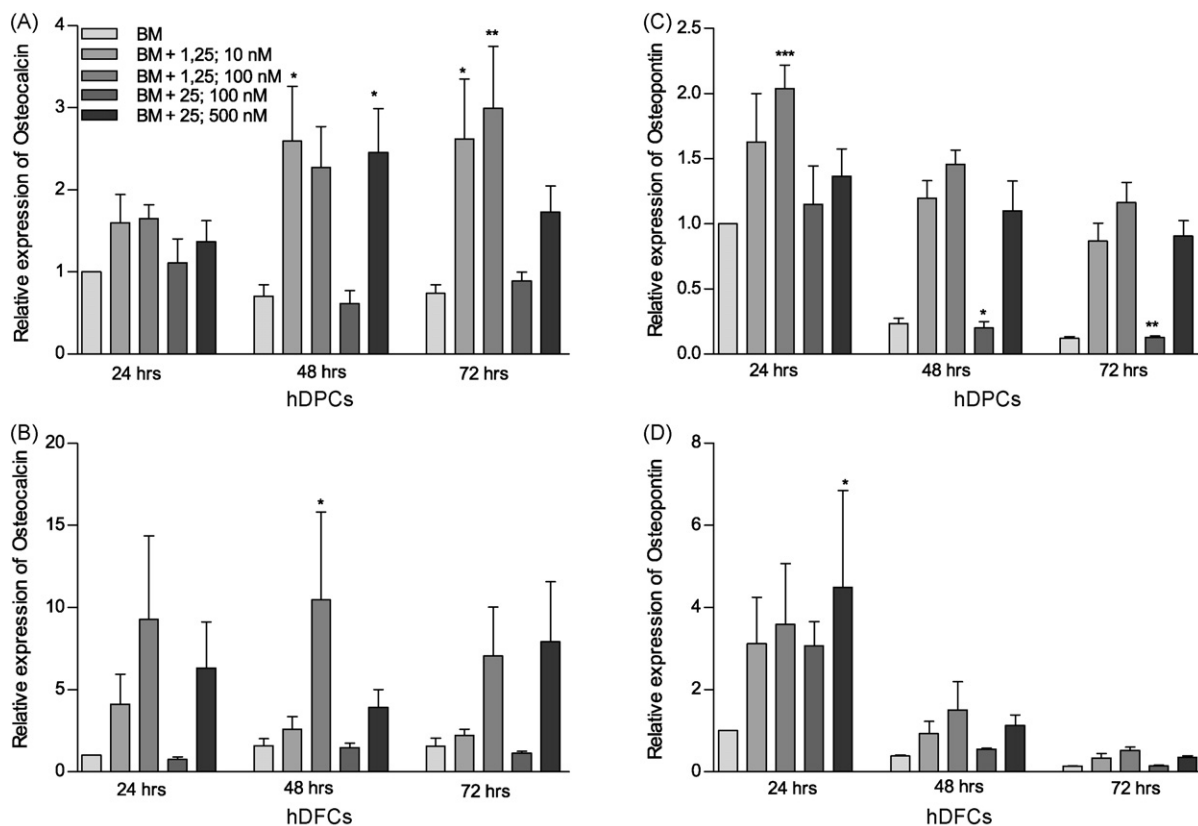 (A)
Relative expression of Osteocalcin
4
3
2
1
0
BM
BM + 1,25; 10 nM
BM + 1,25; 100 nM
BM + 25; 100 nM
BM + 25; 500 nM
*
*
*
**
24 hrs
48 hrs
72 hrs
hDPCs
(C)
Relative expression of Osteopontin
2.5
2.0
1.5
1.0
0.5
0.0
***
*
**
24 hrs
48 hrs
72 hrs
hDPCs
(B)
Relative expression of Osteocalcin
20
15
10
5
0
*
24 hrs
48 hrs
72 hrs
hDFCs
(D)
Relative expression of Osteopontin
8
6
4
2
0
*
24 hrs
48 hrs
72 hrs
hDFCs